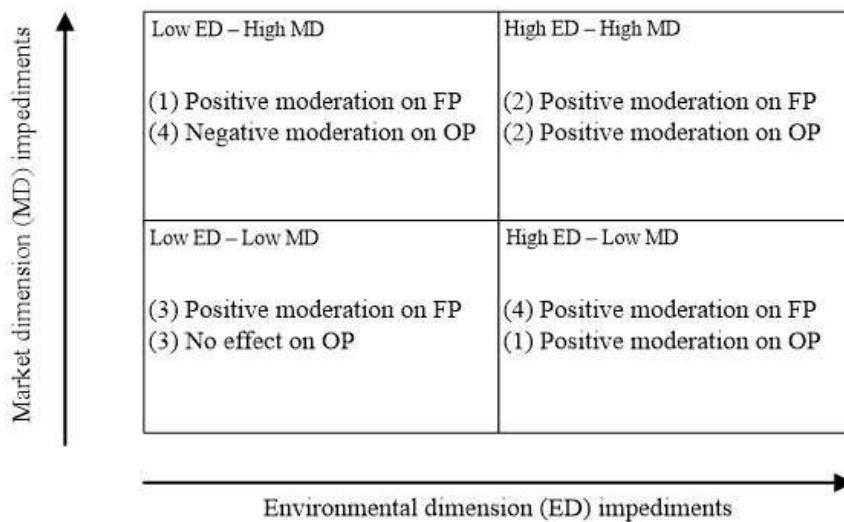 Market dimension (MD) impediments
Low ED – High MD
(1) Positive moderation on FP
(4) Negative moderation on OP
High ED – High MD
(2) Positive moderation on FP
(2) Positive moderation on OP
Low ED – Low MD
(3) Positive moderation on FP
(3) No effect on OP
High ED – Low MD
(4) Positive moderation on FP
(1) Positive moderation on OP
Environmental dimension (ED) impediments